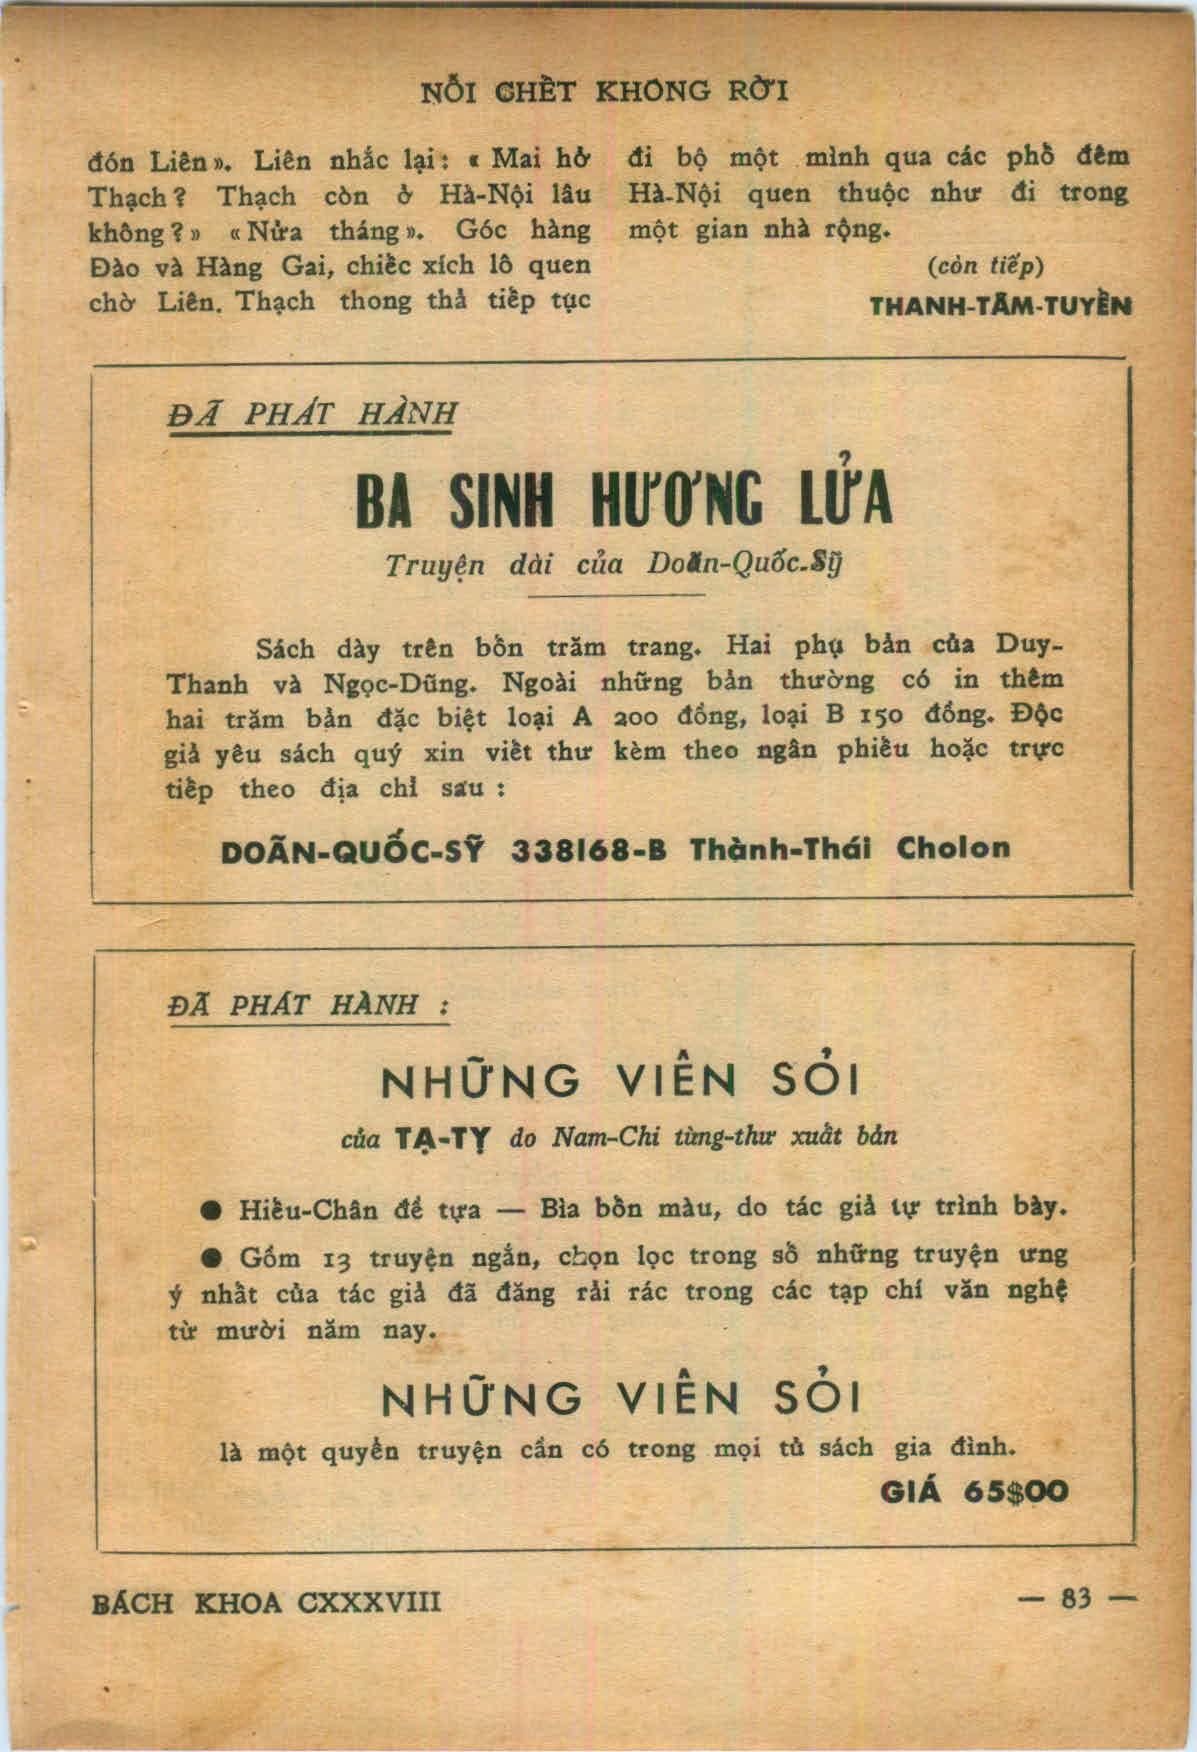 NỖI CHẾT KHÔNG RỜI
đón Liên». Liên nhắc lại: « Mai hở
Thạch? Thạch còn ở Hà-Nội lâu
không?» «Nửa tháng». Góc hàng
Đào và Hàng Gai, chiếc xích lô quen
chờ Liên. Thạch thong thả tiếp tục
đi bộ một mình qua các phố đêm
Hà-Nội quen thuộc như đi trong
một gian nhà rộng.
(còn tiếp)
THANH-TÂM-TUYỀN
ĐÃ PHÁT HÀNH
BA SINH HƯƠNG LỬA
Truyện dài của Doãn-Quốc-Sỹ
Sách dày trên bốn trăm trang. Hai phụ bản của Duy-
Thanh và Ngọc-Dũng. Ngoài những bản thường có in thêm
hai trăm bản đặc biệt loại A 200 đồng, loại B 150 đồng. Độc
giả yêu sách quý xin viết thư kèm theo ngân phiếu hoặc trực
tiếp theo địa chỉ sau :
DOÃN-QUỐC-SỸ 338168-B Thành-Thái Cholon
ĐÃ PHÁT HÀNH :
NHỮNG VIÊN SỎI
của TẠ-TỴ do Nam-Chi tùng-thư xuất bản
● Hiếu-Chân đề tựa — Bìa bốn màu, do tác giả tự trình bày.
● Gồm 13 truyện ngắn, chọn lọc trong số những truyện ưng
ý nhất của tác giả đã đăng rải rác trong các tạp chí văn nghệ
từ mười năm nay.
NHỮNG VIÊN SỎI
là một quyển truyện cần có trong mọi tủ sách gia đình.
GIÁ 65$00
BÁCH KHOA CXXXVIII
— 83 —